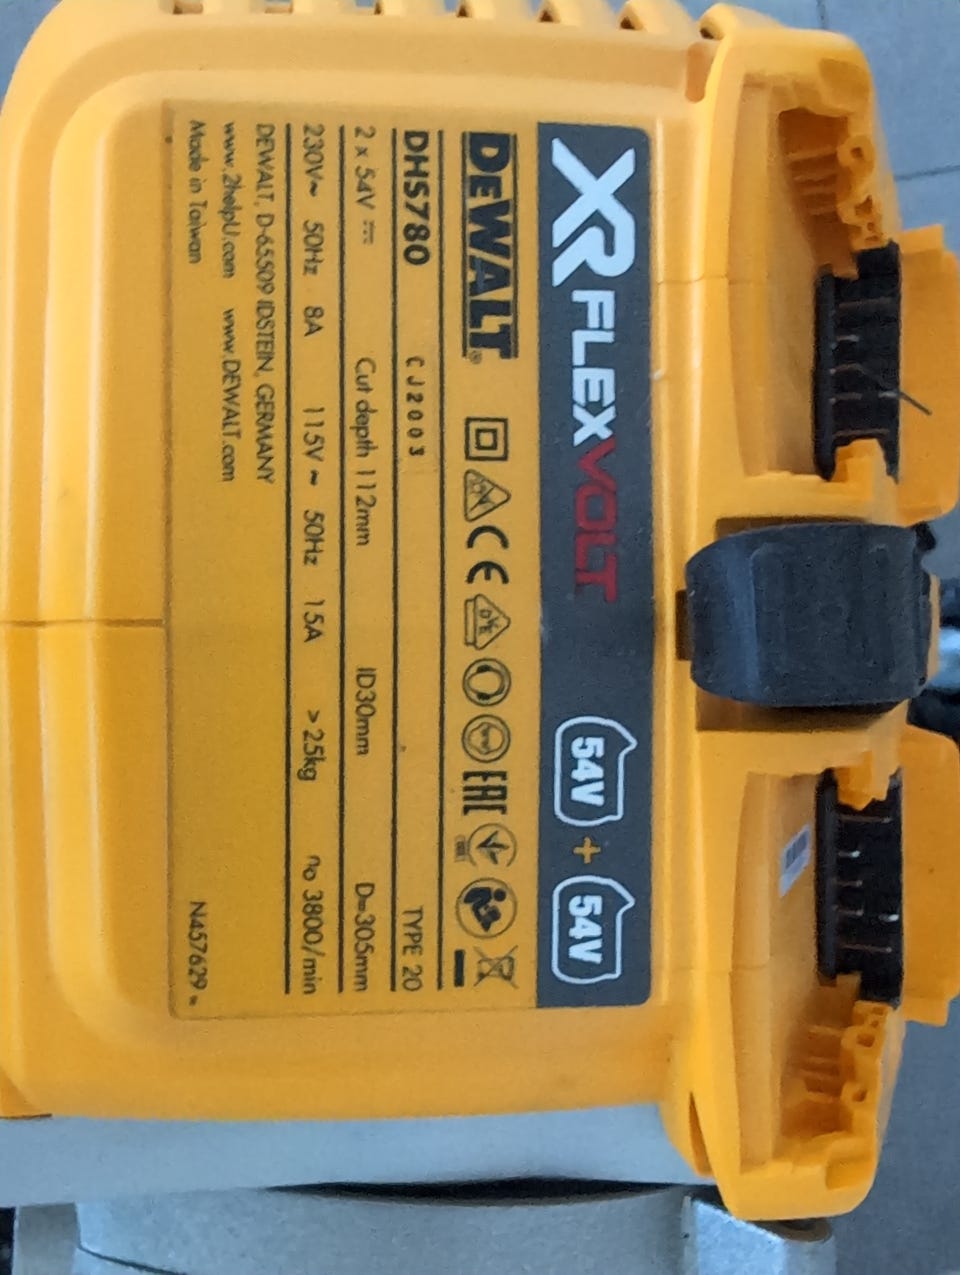 XR FLEXVOLT 54V + 54V
DEWALT® CE EAC
DHS780 CJ2003 TYPE 20
2 x 54V Cut depth 112mm ID30mm D=305mm
230V~ 50Hz 8A 115V~ 50Hz 15A >25kg n₀ 3800/min
DEWALT, D-65509 IDSTEIN, GERMANY
www.2helpU.com www.DEWALT.com
Made in Taiwan N457629